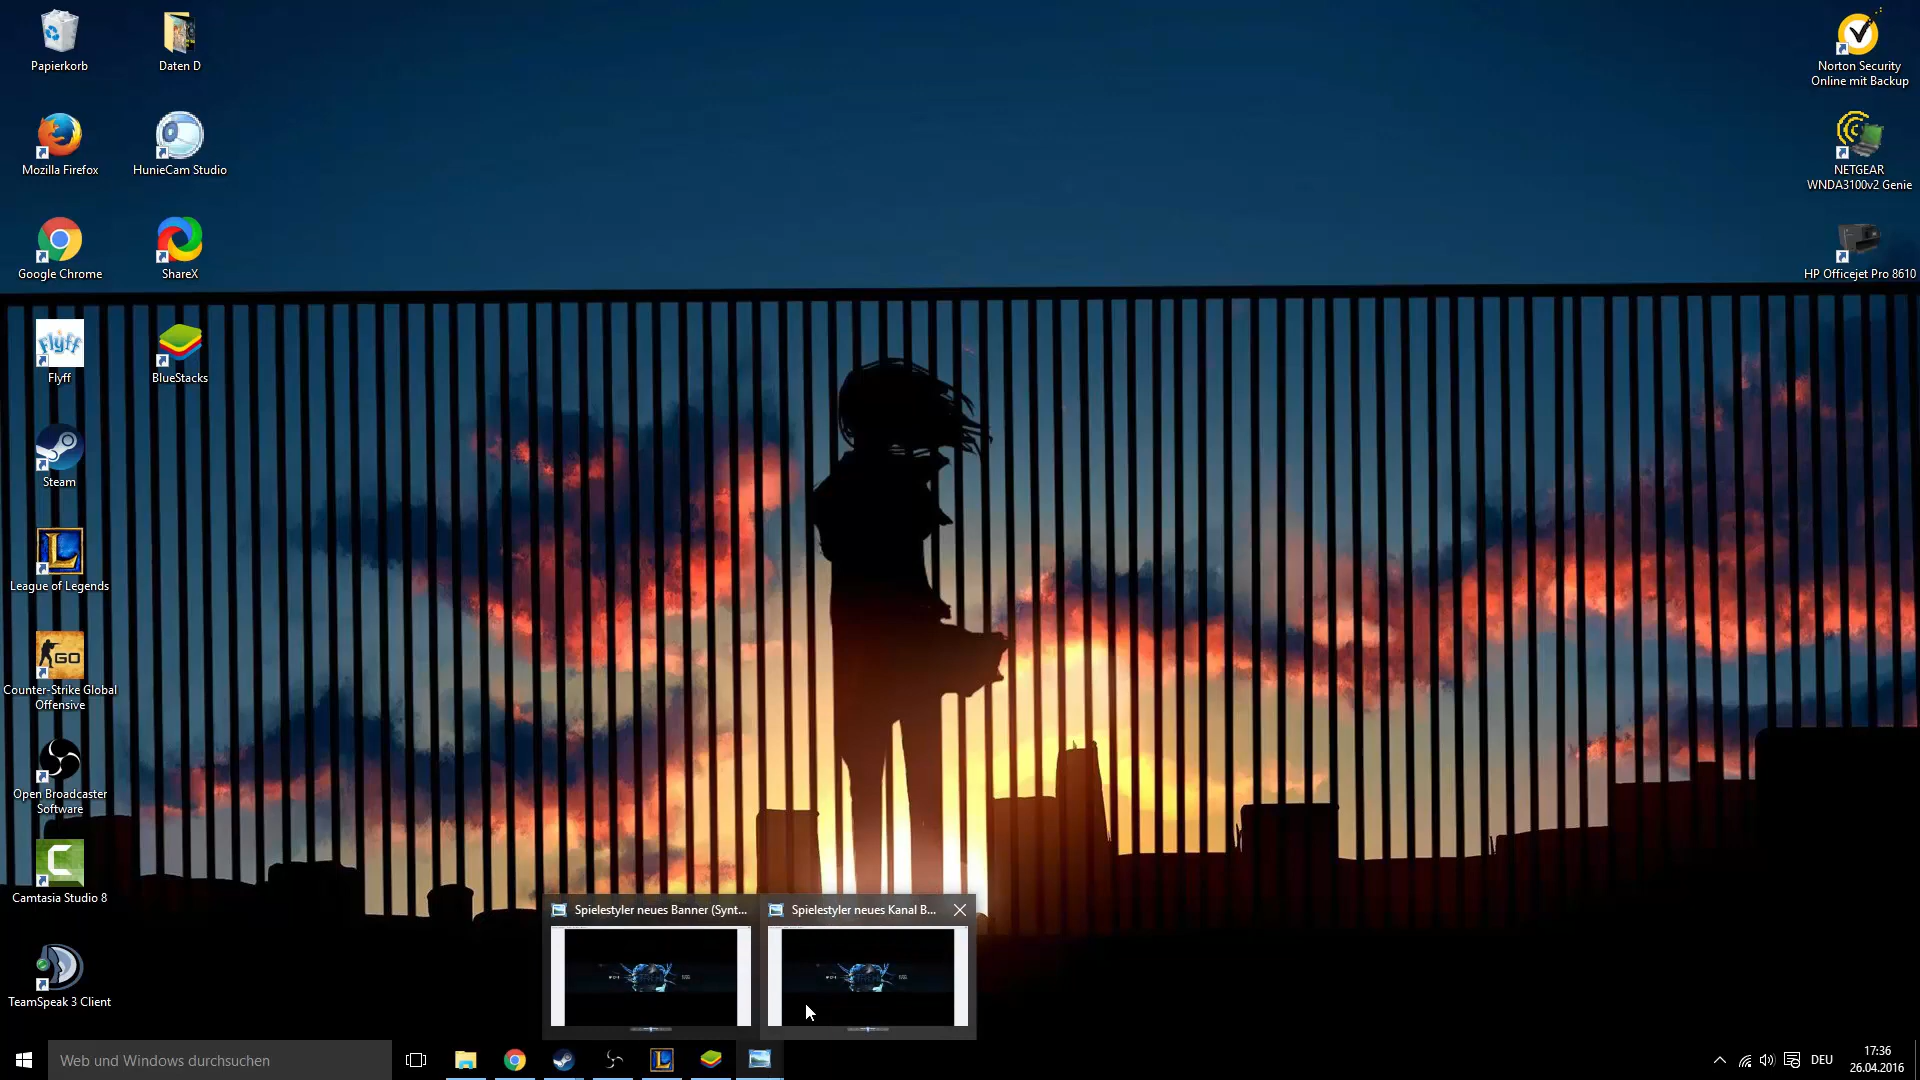 Papierkorb
Daten D
Norton Security
Online mit Backup
Mozilla Firefox
HunieCam Studio
NETGEAR
WNDA3100v2 Genie
Google Chrome
ShareX
HP Officejet Pro 8610
Flyff
Flyff
BlueStacks
Steam
L
League of Legends
GO
Counter-Strike Global
Offensive
Open Broadcaster
Software
C
Camtasia Studio 8
TeamSpeak 3 Client
Spielestyler neues Banner (Synt...
Spielestyler neues Kanal B...
Web und Windows durchsuchen
L
DEU
17:36
26.04.2016